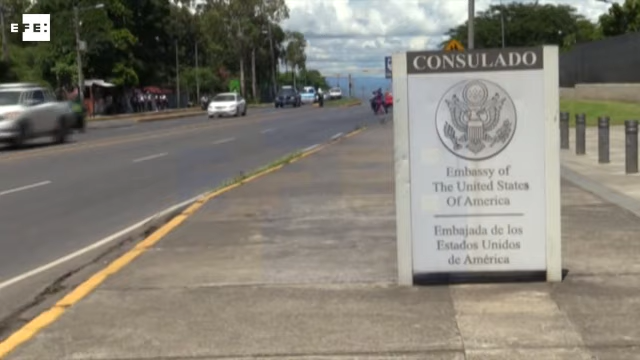 EFE:
CONSULADO
Embassy of
The United States
Of America
Embajada de los
Estados Unidos
de América